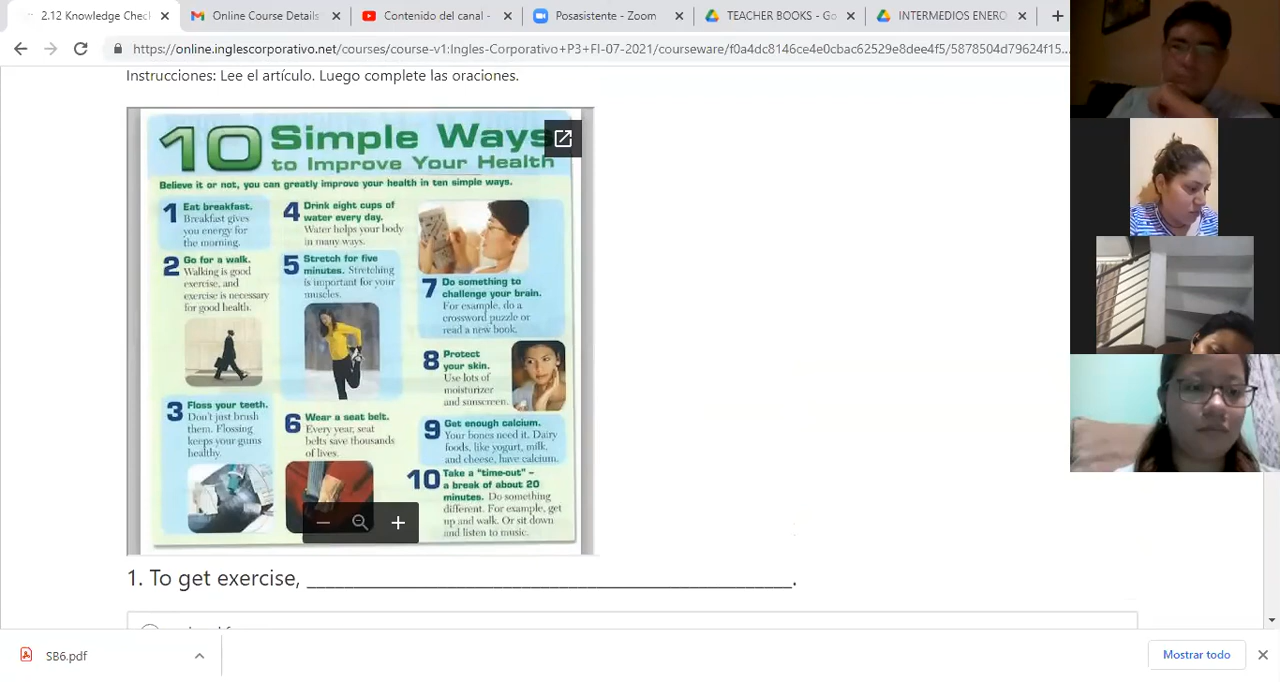 2.12 Knowledge Chec
Online Course Details
Contenido del canal -
Posasistente - Zoom
TEACHER BOOKS - Go
INTERMEDIOS ENERO
https://online.inglescorporativo.net/courses/course-v1:Ingles-Corporativo+P3+FI-07-2021/courseware/f0a4dc8146ce4e0cbac62529e8dee4f5/5878504d79624f15...
Instrucciones: Lee el artículo. Luego complete las oraciones.
10 Simple Ways
to Improve Your Health
Believe it or not, you can greatly improve your health in ten simple ways.
1 Eat breakfast.
Breakfast gives
you energy for
the morning.
2 Go for a walk.
Walking is good
exercise, and
exercise is necessary
for good health.
3 Floss your teeth.
Don't just brush
them. Flossing
keeps your gums
healthy.
4 Drink eight cups of
water every day.
Water helps your body
in many ways.
5 Stretch for five
minutes. Stretching
is important for your
muscles.
6 Wear a seat belt.
Every year, seat
belts save thousands
of lives.
7 Do something to
challenge your brain.
For example, do a
crossword puzzle or
read a new book.
8 Protect
your skin.
Use lots of
moisturizer
and sunscreen.
9 Get enough calcium.
Your bones need it. Dairy
foods, like yogurt, milk,
and cheese, have calcium.
10 Take a "time-out" –
a break of about 20
minutes. Do something
different. For example, get
up and walk. Or sit down
and listen to music.
1. To get exercise, ______________________________________________.
SB6.pdf
Mostrar todo